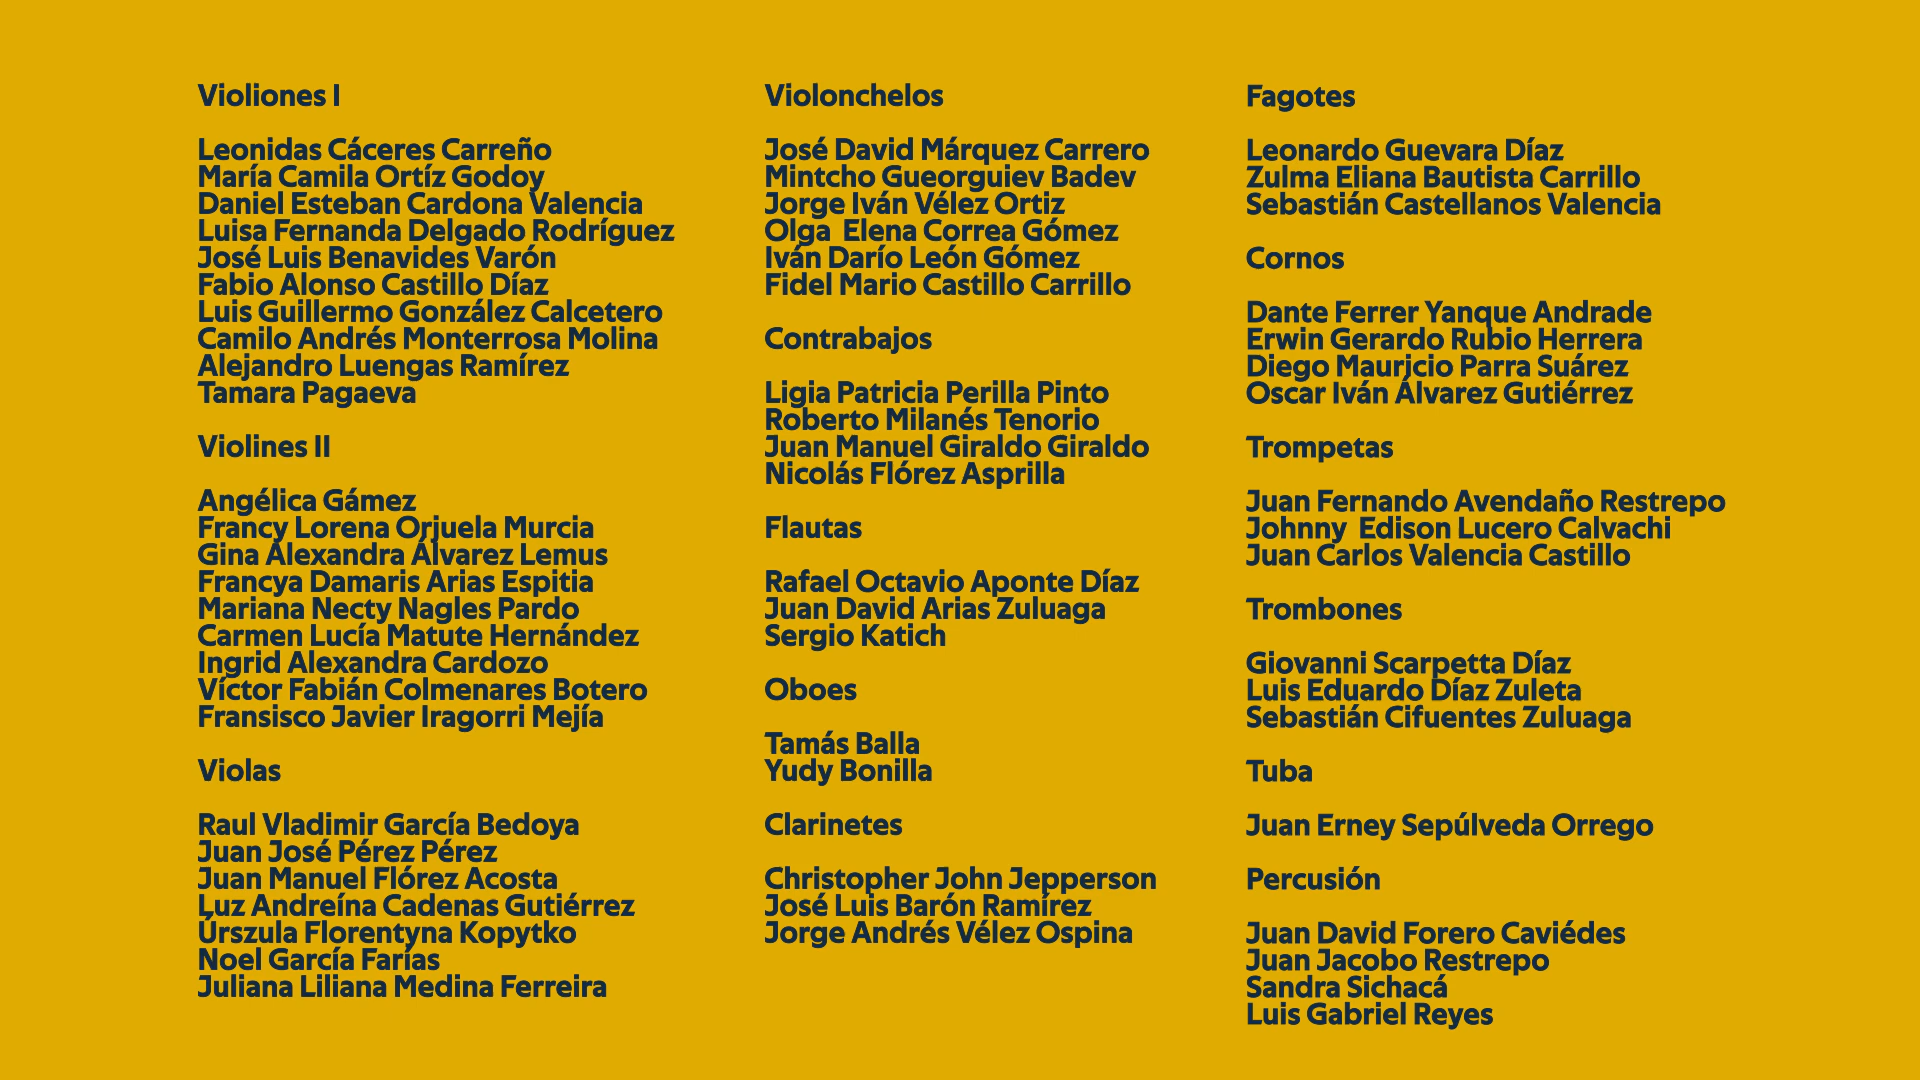 Violiones I
Leonidas Cáceres Carreño
María Camila Ortíz Godoy
Daniel Esteban Cardona Valencia
Luisa Fernanda Delgado Rodríguez
José Luis Benavides Varón
Fabio Alonso Castillo Díaz
Luis Guillermo González Calcetero
Camilo Andrés Monterrosa Molina
Alejandro Luengas Ramírez
Tamara Pagaeva
Violines II
Angélica Gámez
Francy Lorena Orjuela Murcia
Gina Alexandra Álvarez Lemus
Francya Damaris Arias Espitia
Mariana Necty Nagles Pardo
Carmen Lucía Matute Hernández
Ingrid Alexandra Cardozo
Víctor Fabián Colmenares Botero
Fransisco Javier Iragorri Mejía
Violas
Raul Vladimir García Bedoya
Juan José Pérez Pérez
Juan Manuel Flórez Acosta
Luz Andreína Cadenas Gutiérrez
Úrszula Florentyna Kopytko
Noel García Farías
Juliana Liliana Medina Ferreira
Violonchelos
José David Márquez Carrero
Mintcho Gueorguiev Badev
Jorge Iván Vélez Ortiz
Olga  Elena Correa Gómez
Iván Darío León Gómez
Fidel Mario Castillo Carrillo
Contrabajos
Ligia Patricia Perilla Pinto
Roberto Milanés Tenorio
Juan Manuel Giraldo Giraldo
Nicolás Flórez Asprilla
Flautas
Rafael Octavio Aponte Díaz
Juan David Arias Zuluaga
Sergio Katich
Oboes
Tamás Balla
Yudy Bonilla
Clarinetes
Christopher John Jepperson
José Luis Barón Ramírez
Jorge Andrés Vélez Ospina
Fagotes
Leonardo Guevara Díaz
Zulma Eliana Bautista Carrillo
Sebastián Castellanos Valencia
Cornos
Dante Ferrer Yanque Andrade
Erwin Gerardo Rubio Herrera
Diego Mauricio Parra Suárez
Oscar Iván Álvarez Gutiérrez
Trompetas
Juan Fernando Avendaño Restrepo
Johnny  Edison Lucero Calvachi
Juan Carlos Valencia Castillo
Trombones
Giovanni Scarpetta Díaz
Luis Eduardo Díaz Zuleta
Sebastián Cifuentes Zuluaga
Tuba
Juan Erney Sepúlveda Orrego
Percusión
Juan David Forero Caviédes
Juan Jacobo Restrepo
Sandra Sichacá
Luis Gabriel Reyes